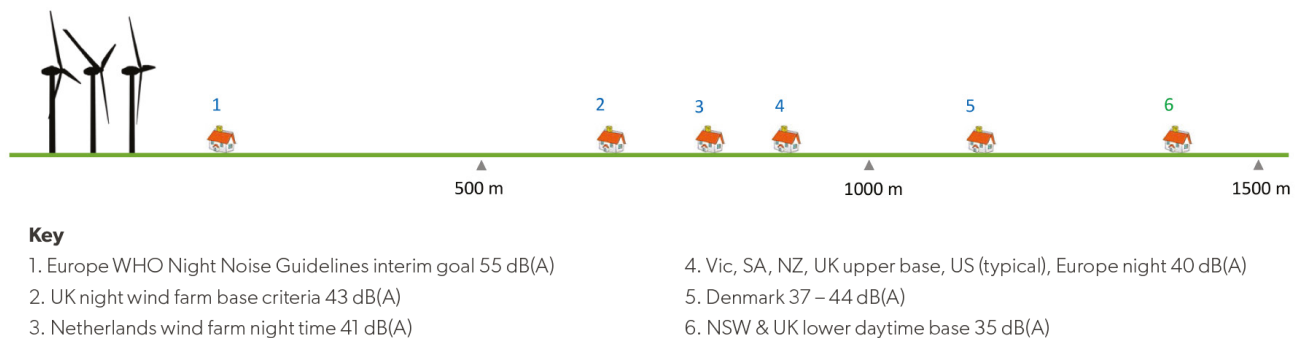 1 2 3 4 5 6
500 m 1000 m 1500 m
Key
1. Europe WHO Night Noise Guidelines interim goal 55 dB(A)
2. UK night wind farm base criteria 43 dB(A)
3. Netherlands wind farm night time 41 dB(A)
4. Vic, SA, NZ, UK upper base, US (typical), Europe night 40 dB(A)
5. Denmark 37 – 44 dB(A)
6. NSW & UK lower daytime base 35 dB(A)